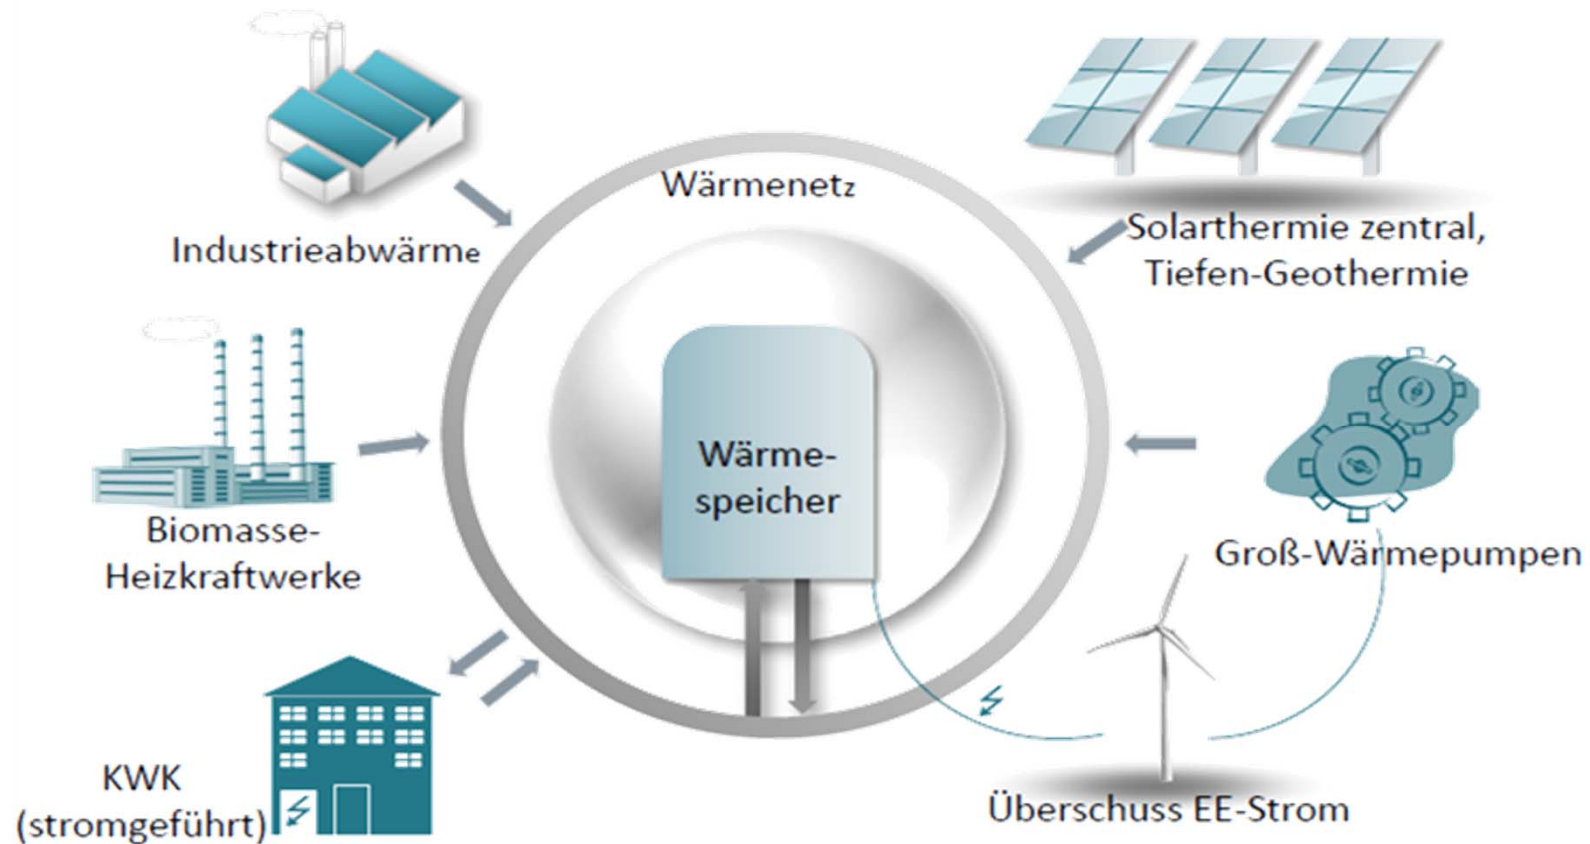 Wärmenetz
Industrieabwärme
Solarthermie zentral,
Tiefen-Geothermie
Wärme-
speicher
Biomasse-
Heizkraftwerke
Groß-Wärmepumpen
KWK
(stromgeführt)
Überschuss EE-Strom